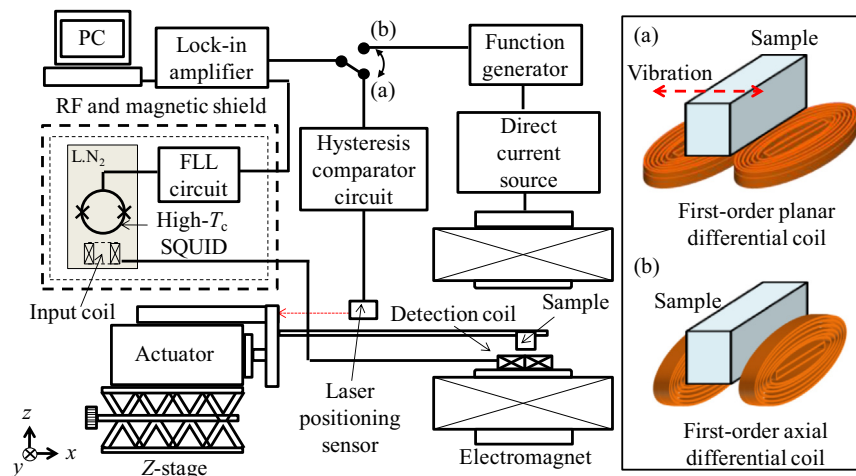 PC
Lock-in
amplifier
(b)
(a)
Function
generator
RF and magnetic shield
L.N₂
FLL
circuit
High-Tc
SQUID
Input coil
Hysteresis
comparator
circuit
Direct
current
source
Detection coil
Sample
Actuator
Laser
positioning
sensor
Z-stage
Electromagnet
z
y
x
(a)
Sample
Vibration
First-order planar
differential coil
(b)
Sample
First-order axial
differential coil